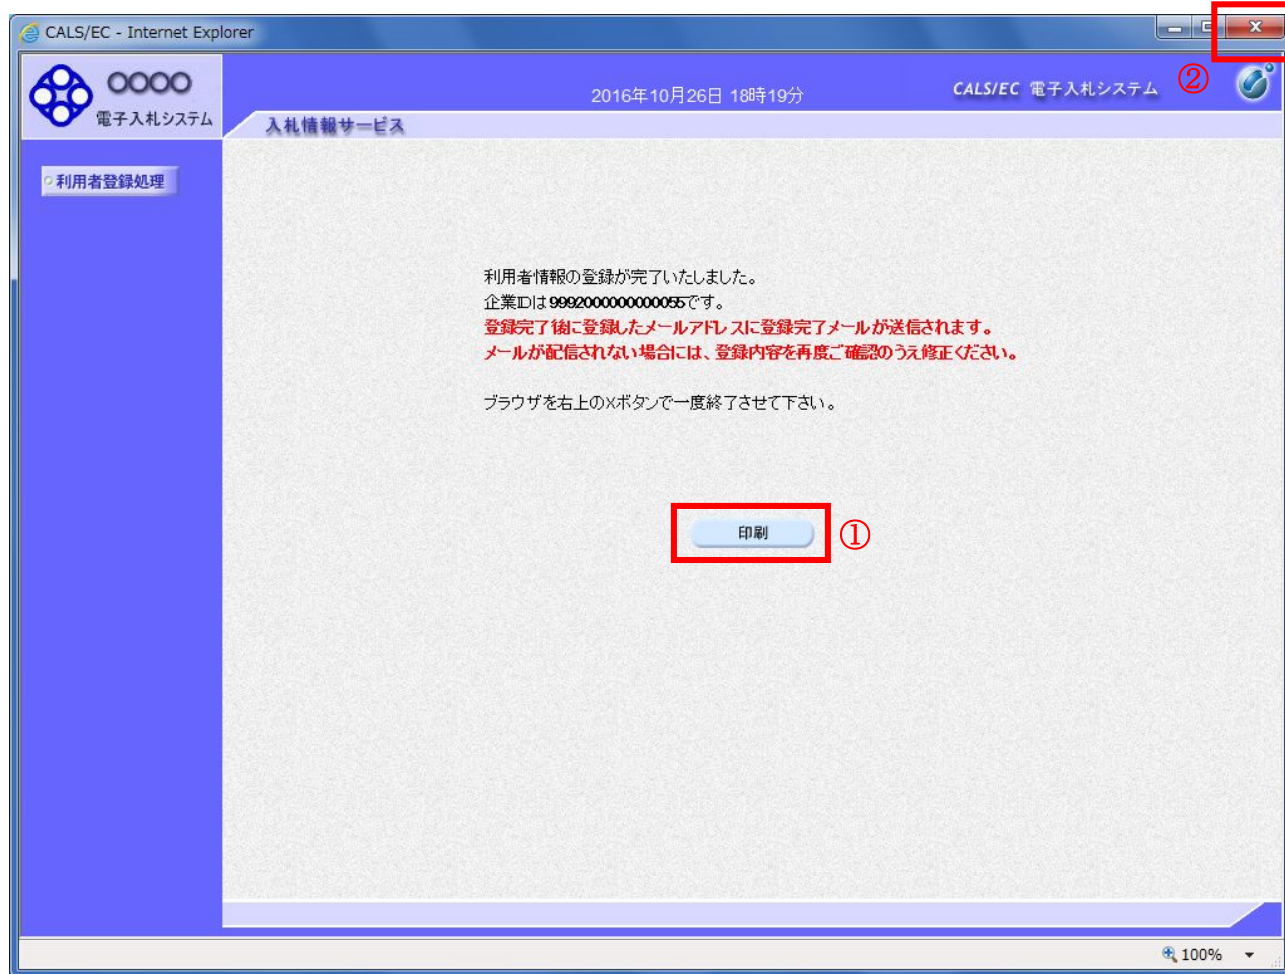 CALS/EC - Internet Explorer
〇〇〇〇
電子入札システム
2016年10月26日 18時19分
CALS/EC 電子入札システム
②
入札情報サービス
利用者登録処理
利用者情報の登録が完了いたしました。
企業IDは9992000000000055です。
登録完了後に登録したメールアドレスに登録完了メールが送信されます。
メールが配信されない場合には、登録内容を再度ご確認のうえ修正ください。
ブラウザを右上の×ボタンで一度終了させて下さい。
印刷
①
100%